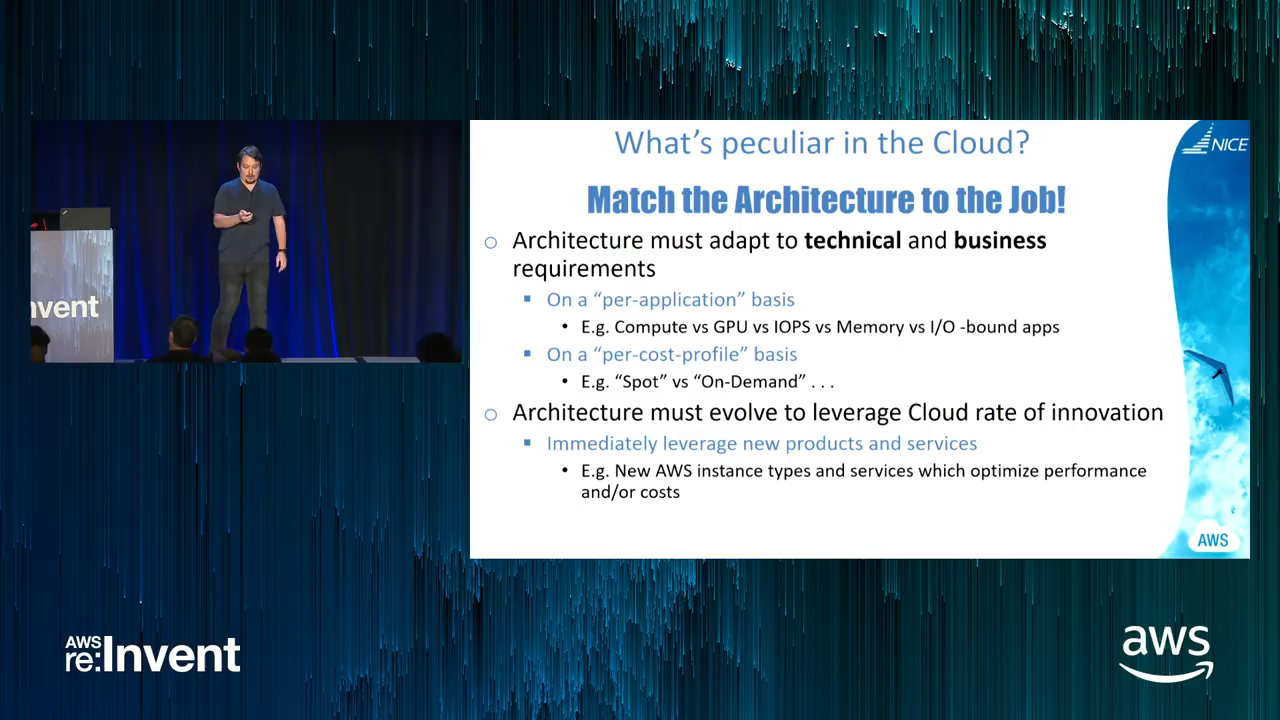 What's peculiar in the Cloud?
NICE
Match the Architecture to the Job!
○ Architecture must adapt to technical and business
requirements
▪ On a “per-application” basis
• E.g. Compute vs GPU vs IOPS vs Memory vs I/O -bound apps
▪ On a “per-cost-profile” basis
• E.g. “Spot” vs “On-Demand” . . .
○ Architecture must evolve to leverage Cloud rate of innovation
▪ Immediately leverage new products and services
• E.g. New AWS instance types and services which optimize performance
and/or costs
AWS
nvent
AWS
re:Invent
aws